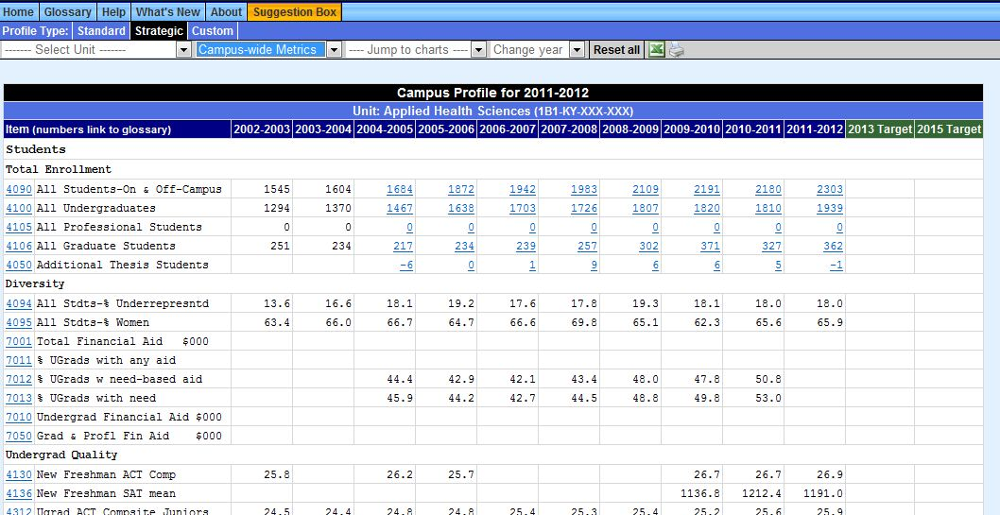 Home Glossary Help What's New About Suggestion Box
Profile Type: Standard Strategic Custom
------- Select Unit ------- Campus-wide Metrics ---- Jump to charts ---- Change year Reset all
Campus Profile for 2011-2012
Unit: Applied Health Sciences (1B1-KY-XXX-XXX)
Item (numbers link to glossary) 2002-2003 2003-2004 2004-2005 2005-2006 2006-2007 2007-2008 2008-2009 2009-2010 2010-2011 2011-2012 2013 Target 2015 Target
Students
Total Enrollment
4090 All Students-On & Off-Campus 1545 1604 1684 1872 1942 1983 2109 2191 2180 2303
4100 All Undergraduates 1294 1370 1467 1638 1703 1726 1807 1820 1810 1939
4105 All Professional Students 0 0 0 0 0 0 0 0 0 0
4106 All Graduate Students 251 234 217 234 239 257 302 371 327 362
4050 Additional Thesis Students -6 0 1 9 6 6 5 -1
Diversity
4094 All Stdts-% Underrepresntd 13.6 16.6 18.1 19.2 17.6 17.8 19.3 18.1 18.0 18.0
4095 All Stdts-% Women 63.4 66.0 66.7 64.7 66.6 69.8 65.1 62.3 65.6 65.9
7001 Total Financial Aid $000
7011 % UGrads with any aid
7012 % UGrads w need-based aid 44.4 42.9 42.1 43.4 48.0 47.8 50.8
7013 % UGrads with need 45.9 44.2 42.7 44.5 48.8 49.8 53.0
7010 Undergrad Financial Aid $000
7050 Grad & Profl Fin Aid $000
Undergrad Quality
4130 New Freshman ACT Comp 25.8 26.2 25.7 26.7 26.7 26.9
4136 New Freshman SAT mean 1136.8 1212.4 1191.0
4312 Ugrad ACT Compsite Juniors 24.5 24.4 24.8 24.8 25.4 25.3 25.4 25.2 25.6 25.9